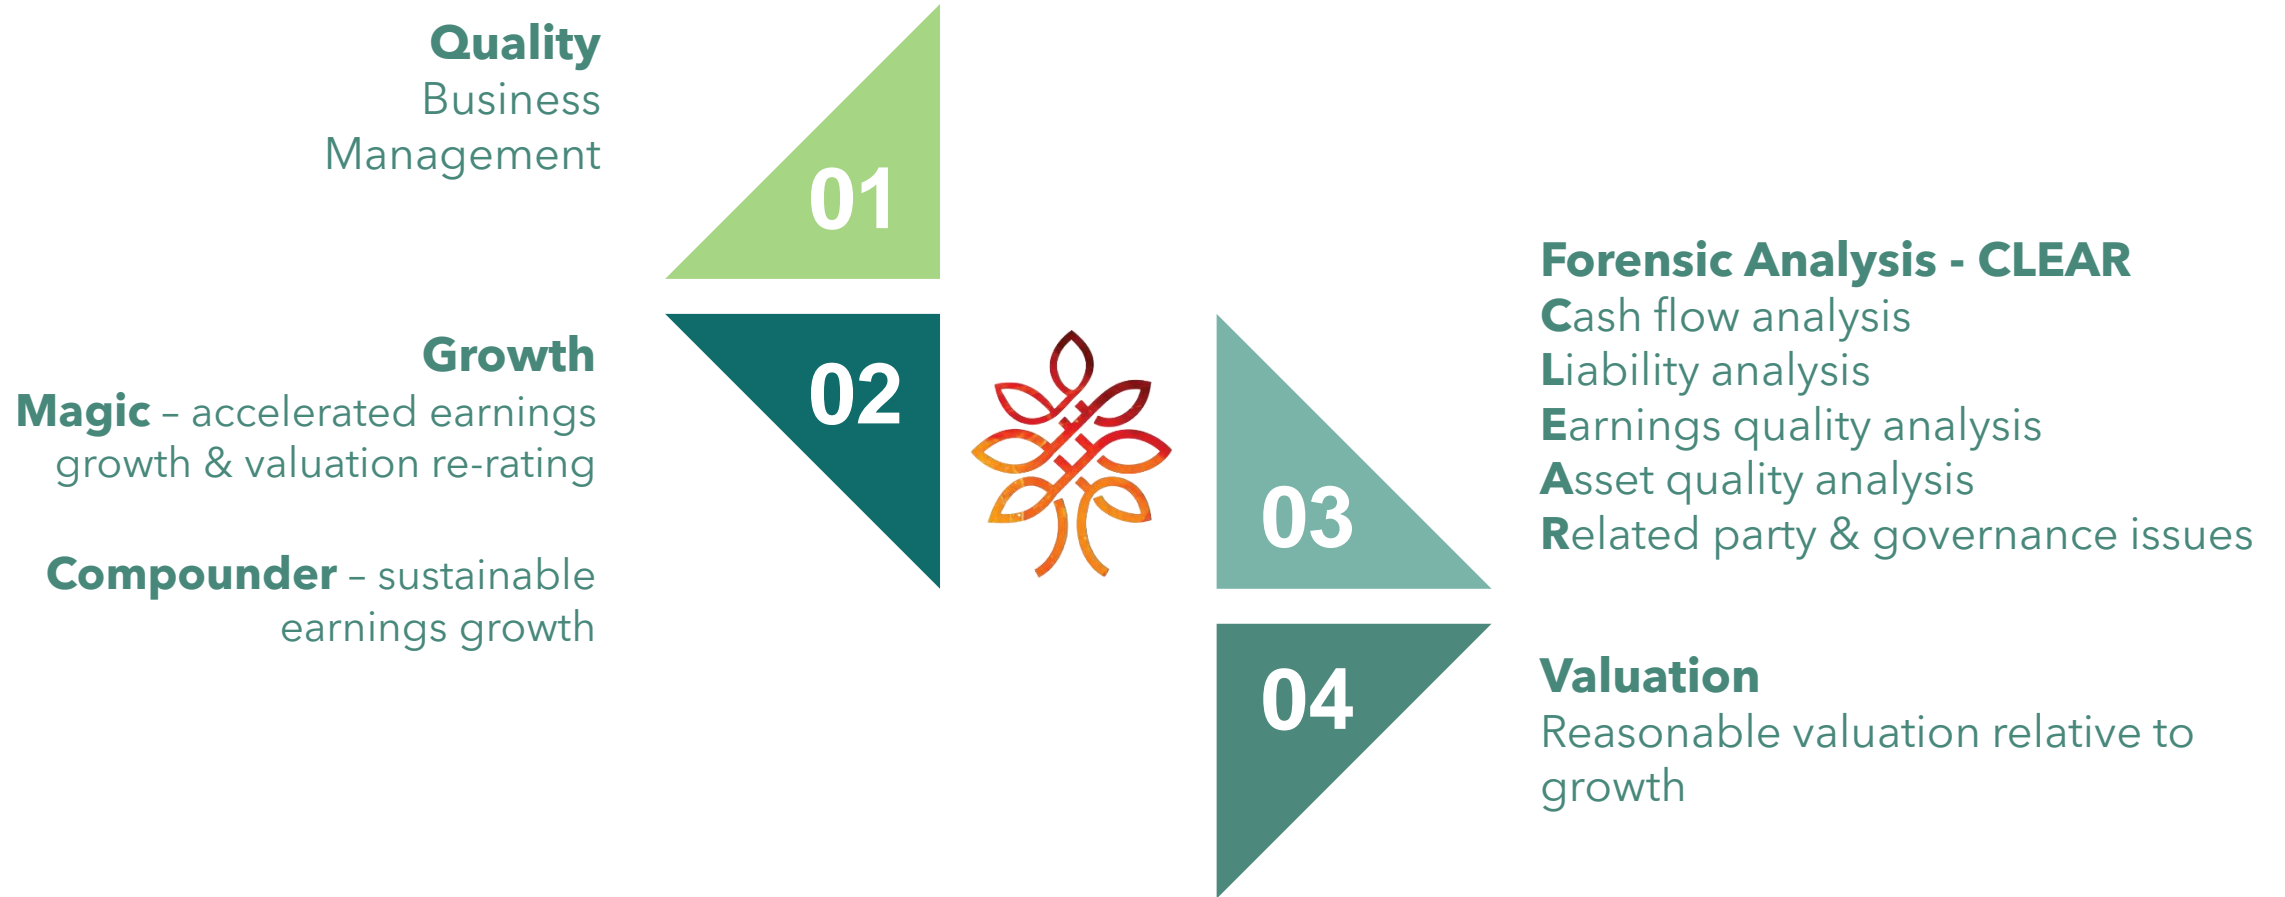 Quality
Business
Management
01
Growth
Magic – accelerated earnings
growth & valuation re-rating
Compounder – sustainable
earnings growth
02
03
Forensic Analysis - CLEAR
Cash flow analysis
Liability analysis
Earnings quality analysis
Asset quality analysis
Related party & governance issues
04
Valuation
Reasonable valuation relative to
growth